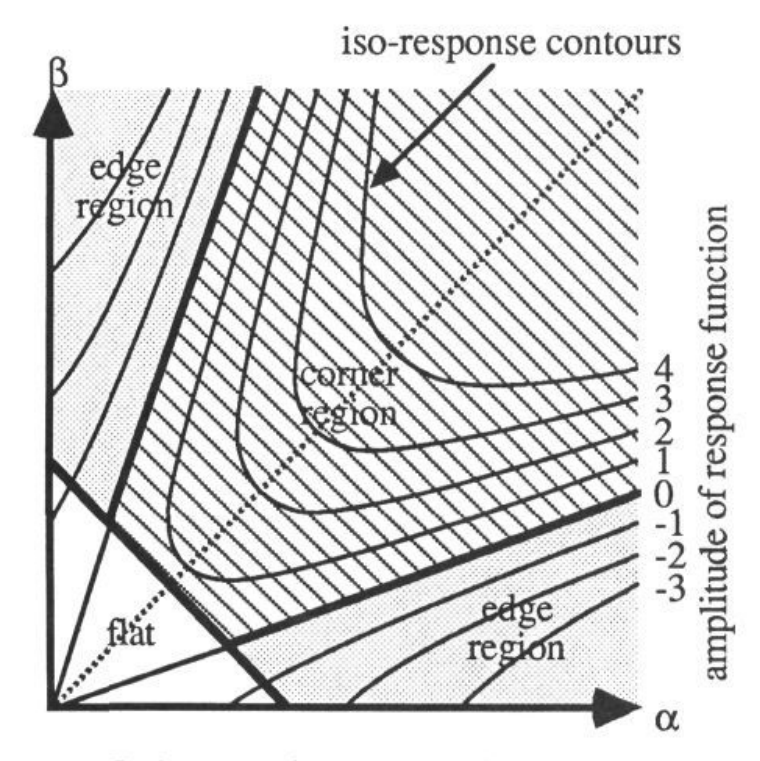 iso-response contours
β
edge
region
corner
region
4
3
2
1
0
-1
-2
-3
amplitude of response function
flat
edge
region
α